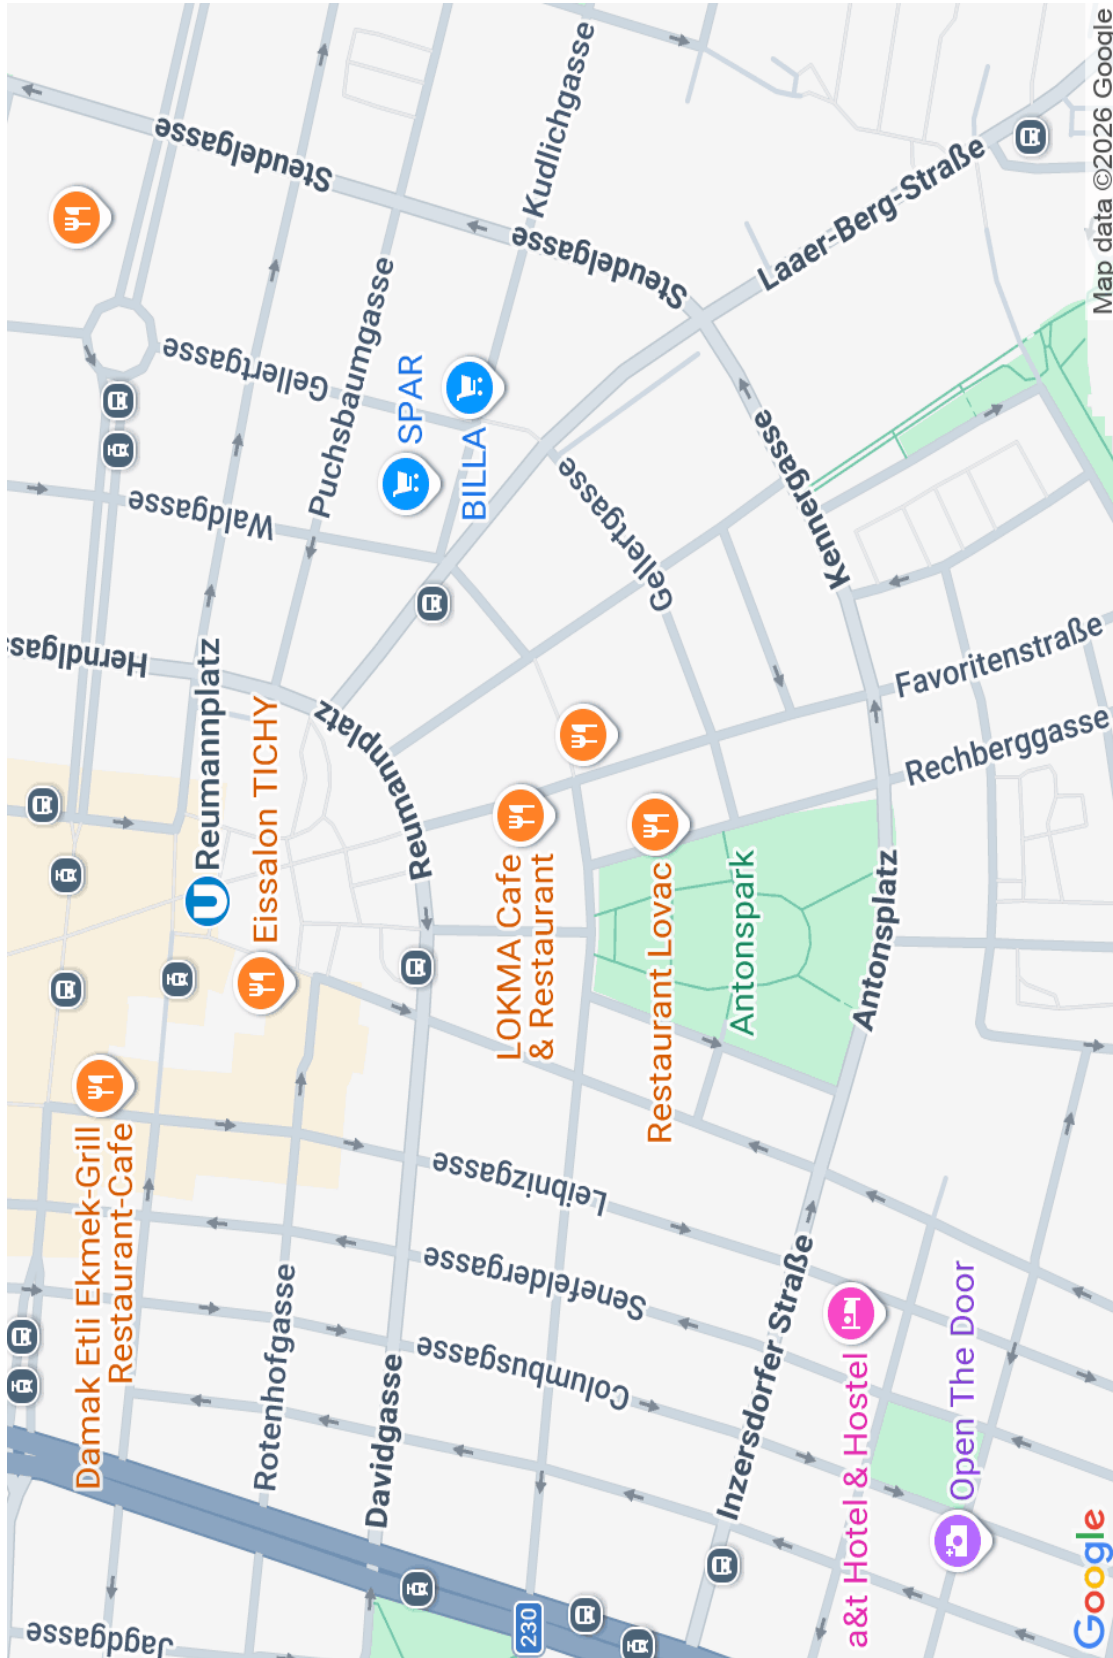 Steudelgasse
Kudlichgasse
Steudelgasse
Laaer-Berg-Straße
Gellertgasse
Puchsbaumgasse
SPAR
BILLA
Waldgasse
Gellertgasse
Kennergasse
Herndlgass
Reumannplatz
Eissalon TICHY
Reumannplatz
Reumannplatz
Favoritenstraße
Rechberggasse
LOKMA Cafe
& Restaurant
Restaurant Lovac
Antonspark
Antonsplatz
Damak Etli Ekmek-Grill
Restaurant-Cafe
Leibnizgasse
Senefeldergasse
Columbusgasse
Rotenhofgasse
Davidgasse
Inzersdorfer Straße
a&t Hotel & Hostel
Open The Door
230
Jagdgasse
Google
Map data ©2026 Google